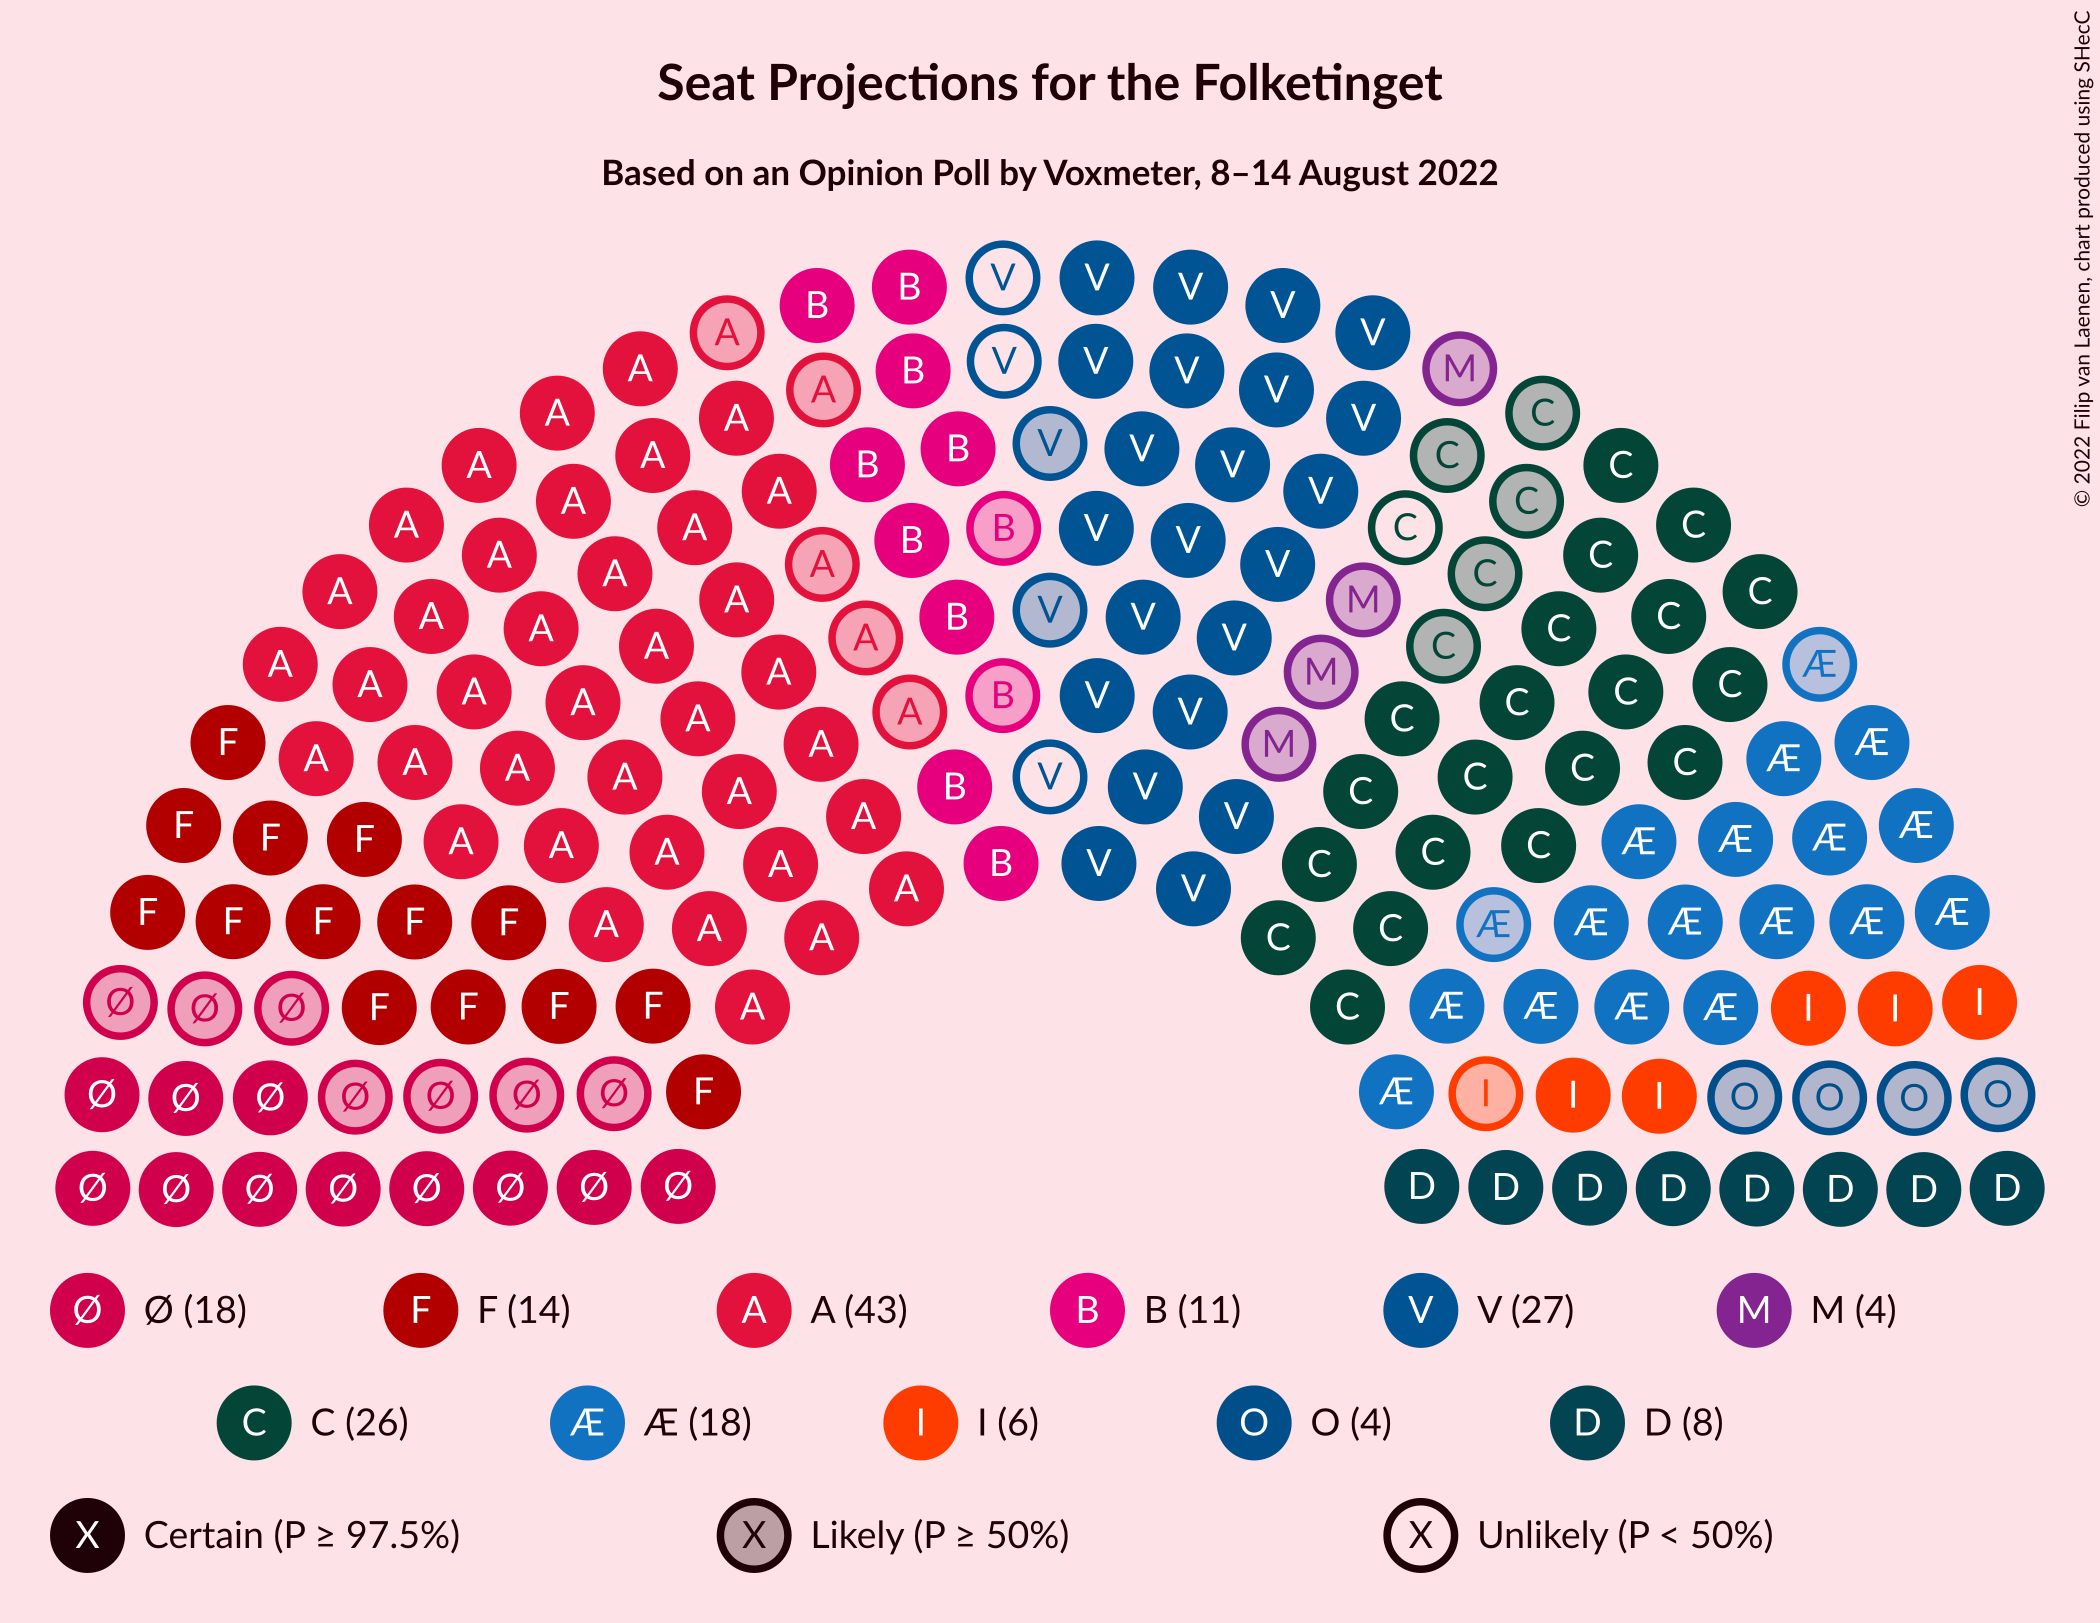 Seat Projections for the Folketinget
Based on an Opinion Poll by Voxmeter, 8–14 August 2022
© 2022 Filip van Laenen, chart produced using SHecC
V V
B V
B V
A V
B V
V
A M
B V
A V
A V
A C
A V
B V
V
A C
A C
B V
A C
A V
A C
A V
A C
B V
A C
B V
A V
A C
A V
A C
A C
B V
A M
A C
A C
B V
V
A C
A V
A C
A M
A Æ
A C
A C
A C
B V
A C
A V
A C
F Æ
A M
A Æ
A C
A C
A C
B V
V
A C
A V
F Æ
F Æ
F Æ
A Æ
A C
A C
B V
A C
A V
F Æ
F Æ
F Æ
F Æ
F Æ
A Æ
A C
A C
Ø I
F Æ
F Æ
F Æ
F Æ
A C
Ø I
Ø I
F Æ
Ø O
F I
Ø I
Ø O
Ø O
Ø O
Ø I
Ø Ø Ø Ø Ø Ø Ø Ø D D D D D D D D
Ø Ø (18) F F (14) A A (43) B B (11) V V (27) M M (4)
C C (26) Æ Æ (18) I I (6) O O (4) D D (8)
X Certain (P ≥ 97.5%) X Likely (P ≥ 50%) X Unlikely (P < 50%)